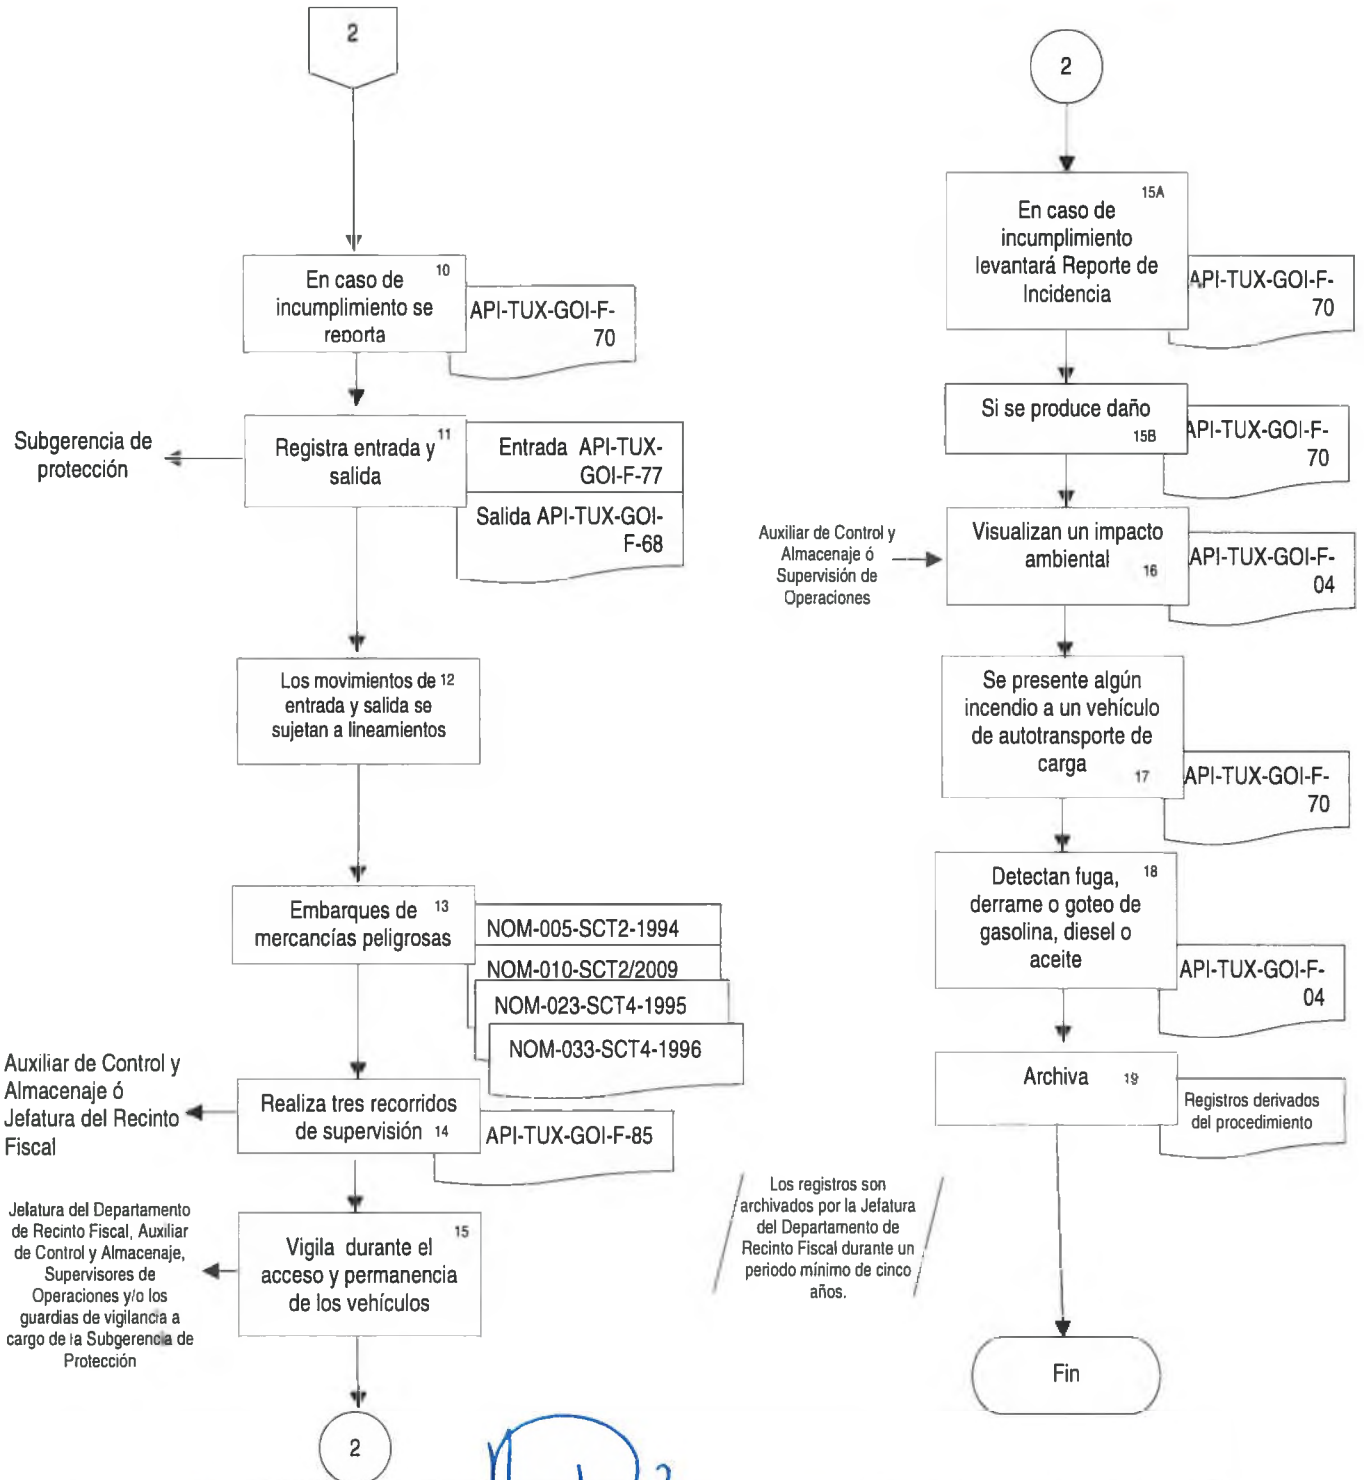 2
En caso de 10
incumplimiento se
reporta
API-TUX-GOI-F-
70
Subgerencia de
protección
Registra entrada y 11
salida
Entrada API-TUX-
GOI-F-77
Salida API-TUX-GOI-
F-68
Los movimientos de 12
entrada y salida se
sujetan a lineamientos
Embarques de 13
mercancías peligrosas
NOM-005-SCT2-1994
NOM-010-SCT2/2009
NOM-023-SCT4-1995
NOM-033-SCT4-1996
Auxiliar de Control y
Almacenaje ó
Jefatura del Recinto
Fiscal
Realiza tres recorridos
de supervisión 14
API-TUX-GOI-F-85
Jefatura del Departamento
de Recinto Fiscal, Auxiliar
de Control y Almacenaje,
Supervisores de
Operaciones y/o los
guardias de vigilancia a
cargo de la Subgerencia de
Protección
15
Vigila durante el
acceso y permanencia
de los vehículos
2
2
15A
En caso de
incumplimiento
levantará Reporte de
Incidencia
API-TUX-GOI-F-
70
Si se produce daño
15B
API-TUX-GOI-F-
70
Auxiliar de Control y
Almacenaje ó
Supervisión de
Operaciones
Visualizan un impacto
ambiental 16
API-TUX-GOI-F-
04
Se presente algún
incendio a un vehículo
de autotransporte de
carga 17
API-TUX-GOI-F-
70
Detectan fuga, 18
derrame o goteo de
gasolina, diesel o
aceite
API-TUX-GOI-F-
04
Archiva 19
Registros derivados
del procedimiento
Los registros son
archivados por la Jefatura
del Departamento de
Recinto Fiscal durante un
periodo mínimo de cinco
años.
Fin